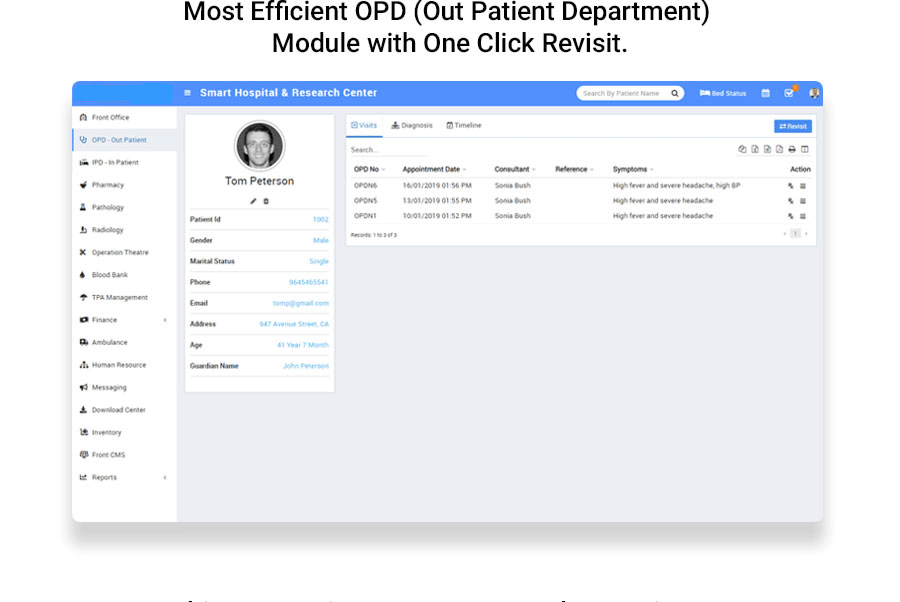 Most Efficient OPD (Out Patient Department)
Module with One Click Revisit.
Smart Hospital & Research Center
Search By Patient Name
Bed Status
Front Office
OPD - Out Patient
IPD - In Patient
Pharmacy
Pathology
Radiology
Operation Theatre
Blood Bank
TPA Management
Finance
Ambulance
Human Resource
Messaging
Download Center
Inventory
Front CMS
Reports
Tom Peterson
Patient Id 1002
Gender Male
Marital Status Single
Phone 9645465541
Email tomp@gmail.com
Address 947 Avenue Street, CA
Age 41 Year 7 Month
Guardian Name John Peterson
Visits Diagnosis Timeline
Revisit
Search...
OPD No Appointment Date Consultant Reference Symptoms Action
OPDN6 16/01/2019 01:56 PM Sonia Bush High fever and severe headache, high BP
OPDN5 13/01/2019 01:55 PM Sonia Bush High fever and severe headache
OPDN1 10/01/2019 01:52 PM Sonia Bush High fever and severe headache
Records: 1 to 3 of 3
1